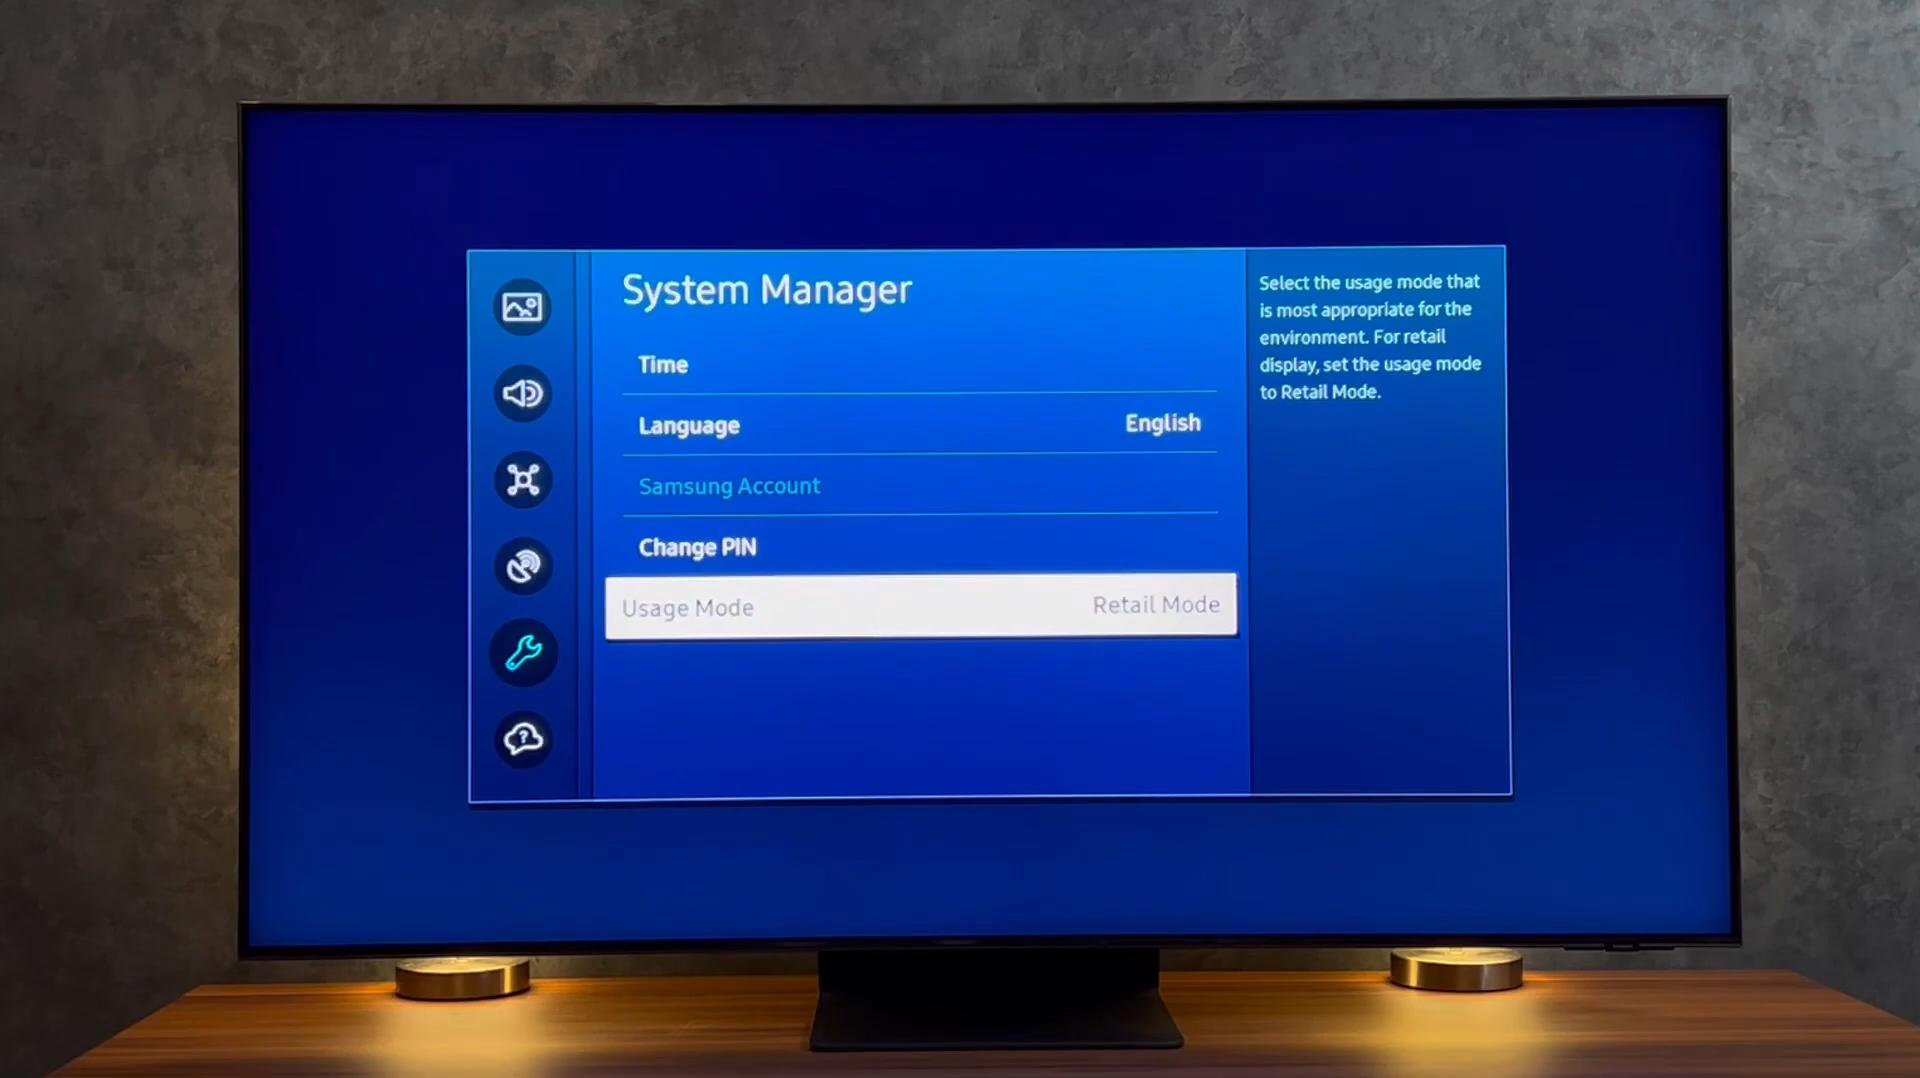 System Manager
Time
Language English
Samsung Account
Change PIN
Usage Mode Retail Mode
Select the usage mode that
is most appropriate for the
environment. For retail
display, set the usage mode
to Retail Mode.
?